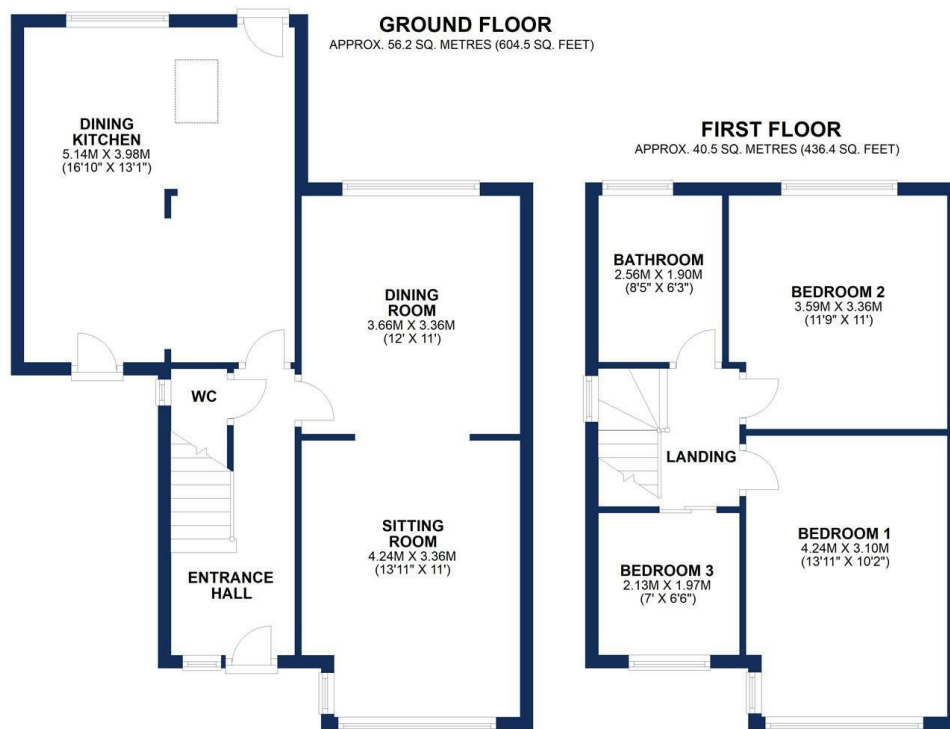 GROUND FLOOR
APPROX. 56.2 SQ. METRES (604.5 SQ. FEET)
DINING
KITCHEN
5.14M X 3.98M
(16'10" X 13'1")
DINING
ROOM
3.66M X 3.36M
(12' X 11')
WC
SITTING
ROOM
4.24M X 3.36M
(13'11" X 11')
ENTRANCE
HALL
FIRST FLOOR
APPROX. 40.5 SQ. METRES (436.4 SQ. FEET)
BATHROOM
2.56M X 1.90M
(8'5" X 6'3")
BEDROOM 2
3.59M X 3.36M
(11'9" X 11')
LANDING
BEDROOM 1
4.24M X 3.10M
(13'11" X 10'2")
BEDROOM 3
2.13M X 1.97M
(7' X 6'6")